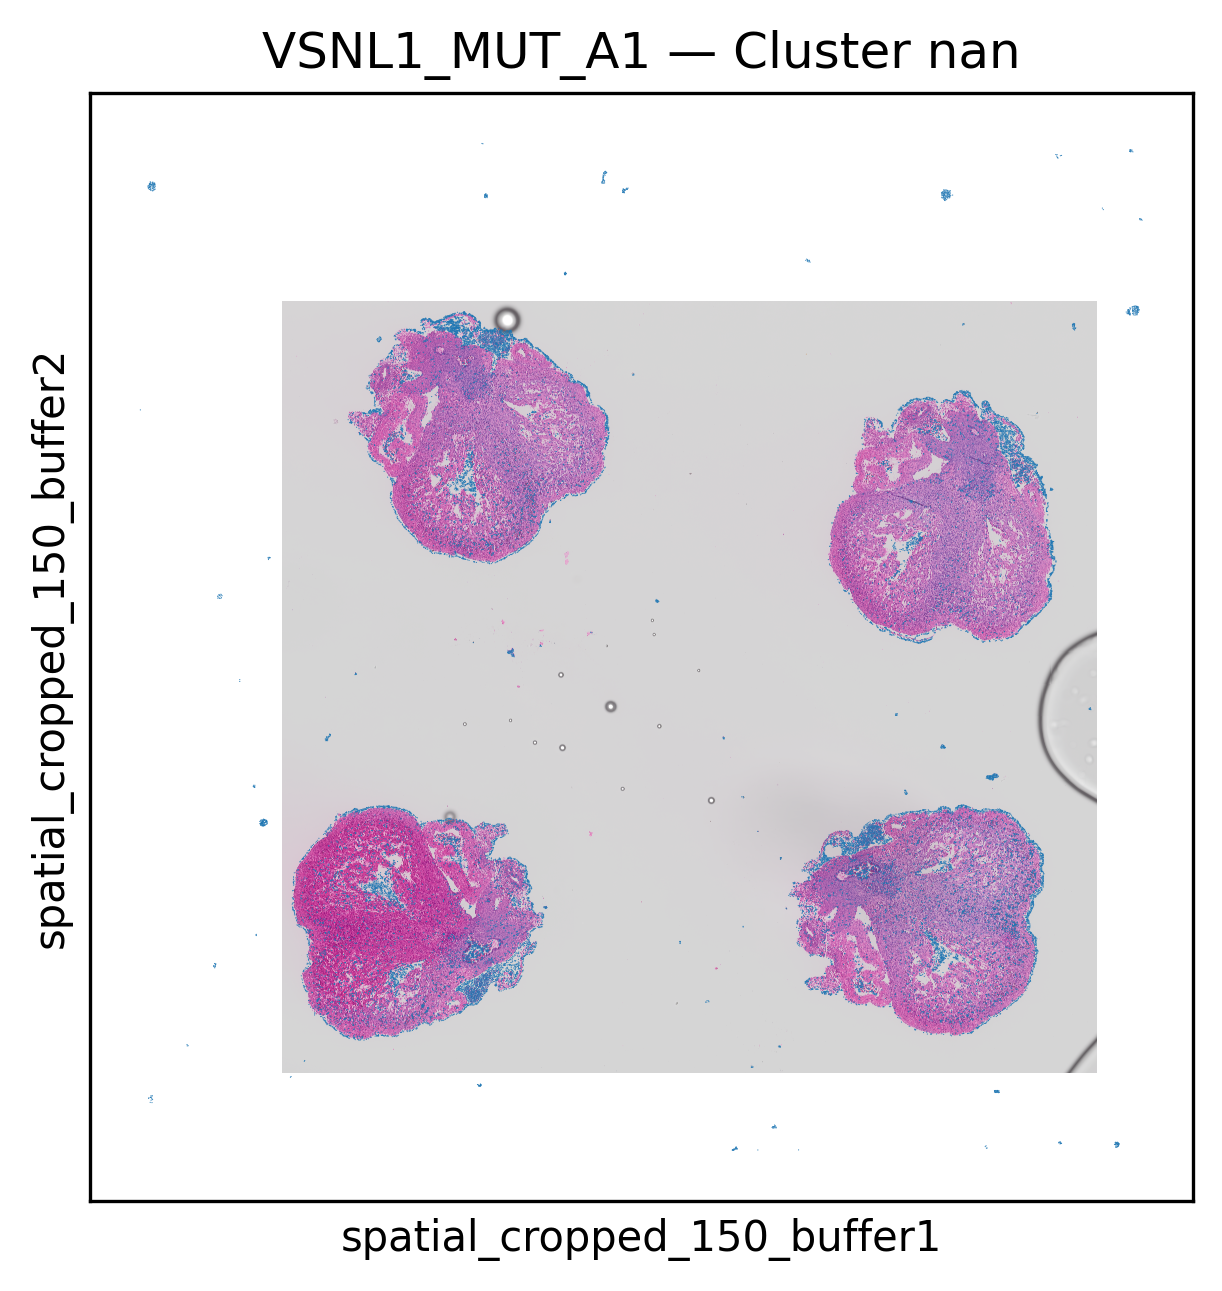 VSNL1_MUT_A1 — Cluster nan
spatial_cropped_150_buffer2
spatial_cropped_150_buffer1